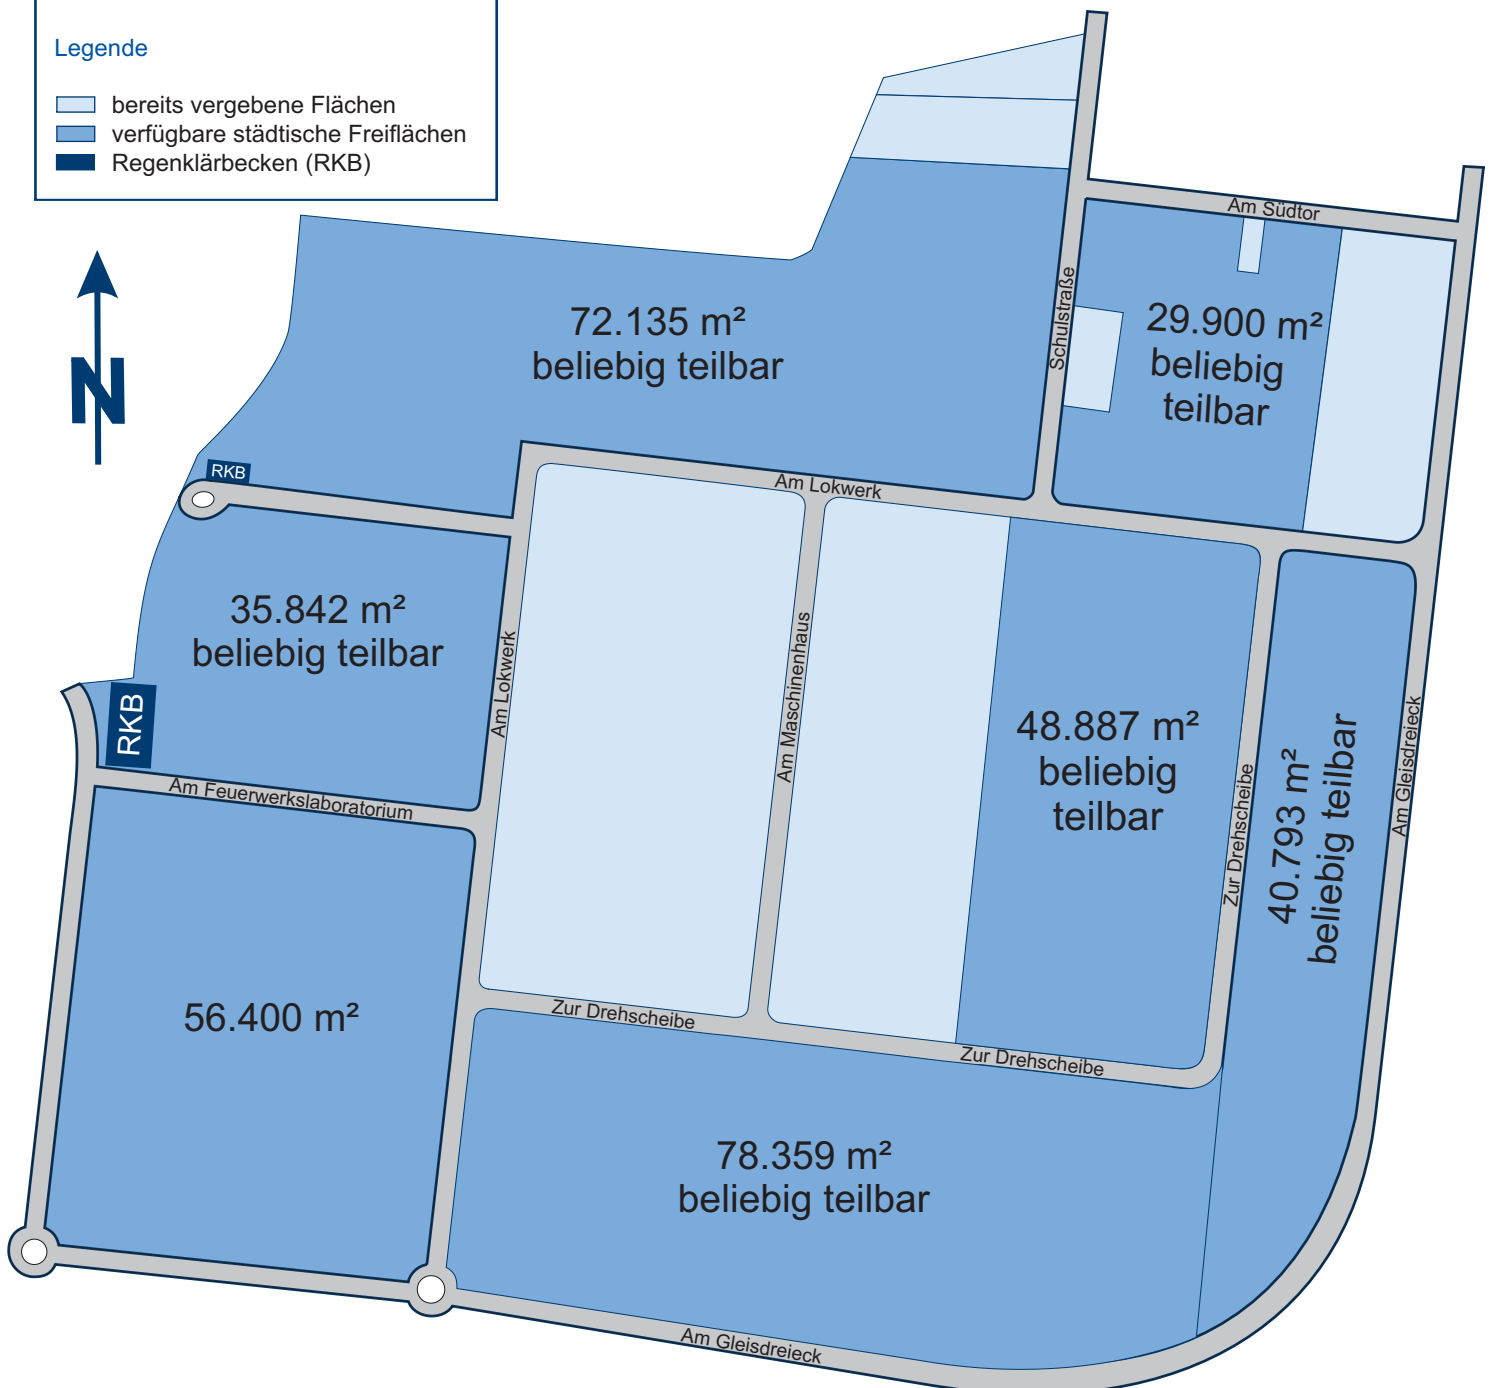 Legende
bereits vergebene Flächen
verfügbare städtische Freiflächen
Regenklärbecken (RKB)
N
Am Südtor
Schulstraße
72.135 m²
beliebig teilbar
29.900 m²
beliebig
teilbar
RKB
Am Lokwerk
35.842 m²
beliebig teilbar
Am Lokwerk
Am Maschinenhaus
RKB
Am Feuerwerkslaboratorium
48.887 m²
beliebig
teilbar
Zur Drehscheibe
40.793 m²
beliebig teilbar
Am Gleisdreieck
56.400 m²
Zur Drehscheibe
Zur Drehscheibe
78.359 m²
beliebig teilbar
Am Gleisdreieck